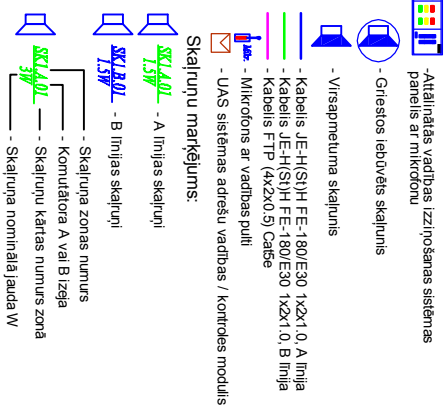 -Attālinātās vadības izziņošanas sistēmas
panelis ar mikrofonu
- Griestos iebūvēts skaļrunis
- Virsapmetuma skaļrunis
- Kabelis JE-H(St)H FE-180/E30 1x2x1.0, A līnija
- Kabelis JE-H(St)H FE-180/E30 1x2x1.0, B līnija
- Kabelis FTP (4x2x0.5) Cat5e
Mkr.
- Mikrofons ar vadības pulti
- UAS sistēmas adrešu vadības / kontroles modulis
Skaļruņu marķējums:
SK1.A.01
1.5W
- A līnijas skaļruņi
SK1.B.01
1.5W
- B līnijas skaļruņi
SK1.A.01
3W
- Skaļruņa zonas numurs
- Komutātora A vai B izeja
- Skaļruņu kārtas numurs zonā
- Skaļruņa nominālā jauda W